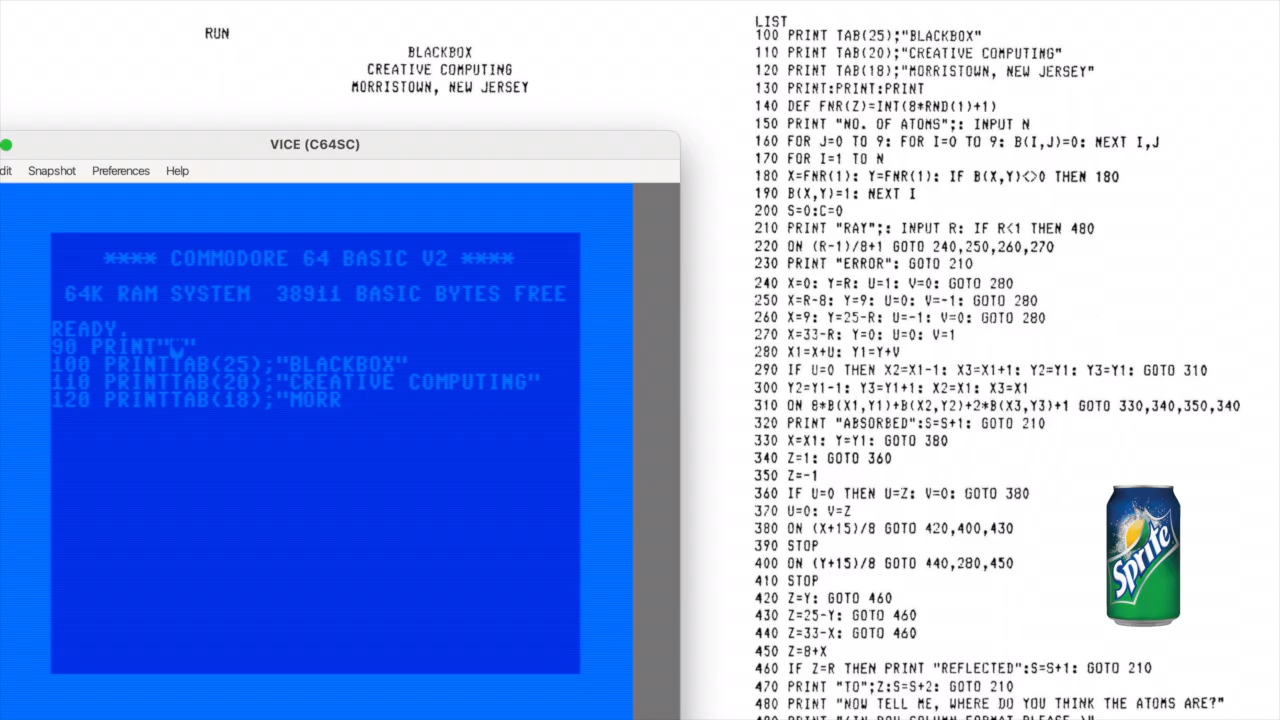 RUN
BLACKBOX
CREATIVE COMPUTING
MORRISTOWN, NEW JERSEY
VICE (C64SC)
dit Snapshot Preferences Help
**** COMMODORE 64 BASIC V2 ****
64K RAM SYSTEM 38911 BASIC BYTES FREE
READY.
90 PRINT"♥"
100 PRINTTAB(25);"BLACKBOX"
110 PRINTTAB(20);"CREATIVE COMPUTING"
120 PRINTTAB(18);"MORR
LIST
100 PRINT TAB(25);"BLACKBOX"
110 PRINT TAB(20);"CREATIVE COMPUTING"
120 PRINT TAB(18);"MORRISTOWN, NEW JERSEY"
130 PRINT:PRINT:PRINT
140 DEF FNR(Z)=INT(8*RND(1)+1)
150 PRINT "NO. OF ATOMS";: INPUT N
160 FOR J=0 TO 9: FOR I=0 TO 9: B(I,J)=0: NEXT I,J
170 FOR I=1 TO N
180 X=FNR(1): Y=FNR(1): IF B(X,Y)<>0 THEN 180
190 B(X,Y)=1: NEXT I
200 S=0:C=0
210 PRINT "RAY";: INPUT R: IF R<1 THEN 480
220 ON (R-1)/8+1 GOTO 240,250,260,270
230 PRINT "ERROR": GOTO 210
240 X=0: Y=R: U=1: V=0: GOTO 280
250 X=R-8: Y=9: U=0: V=-1: GOTO 280
260 X=9: Y=25-R: U=-1: V=0: GOTO 280
270 X=33-R: Y=0: U=0: V=1
280 X1=X+U: Y1=Y+V
290 IF U=0 THEN X2=X1-1: X3=X1+1: Y2=Y1: Y3=Y1: GOTO 310
300 Y2=Y1-1: Y3=Y1+1: X2=X1: X3=X1
310 ON 8*B(X1,Y1)+B(X2,Y2)+2*B(X3,Y3)+1 GOTO 330,340,350,340
320 PRINT "ABSORBED":S=S+1: GOTO 210
330 X=X1: Y=Y1: GOTO 380
340 Z=1: GOTO 360
350 Z=-1
360 IF U=0 THEN U=Z: V=0: GOTO 380
370 U=0: V=Z
380 ON (X+15)/8 GOTO 420,400,430
390 STOP
400 ON (Y+15)/8 GOTO 440,280,450
410 STOP
420 Z=Y: GOTO 460
430 Z=25-Y: GOTO 460
440 Z=33-X: GOTO 460
450 Z=8+X
460 IF Z=R THEN PRINT "REFLECTED":S=S+1: GOTO 210
470 PRINT "TO";Z:S=S+2: GOTO 210
480 PRINT "NOW TELL ME, WHERE DO YOU THINK THE ATOMS ARE?"
Sprite